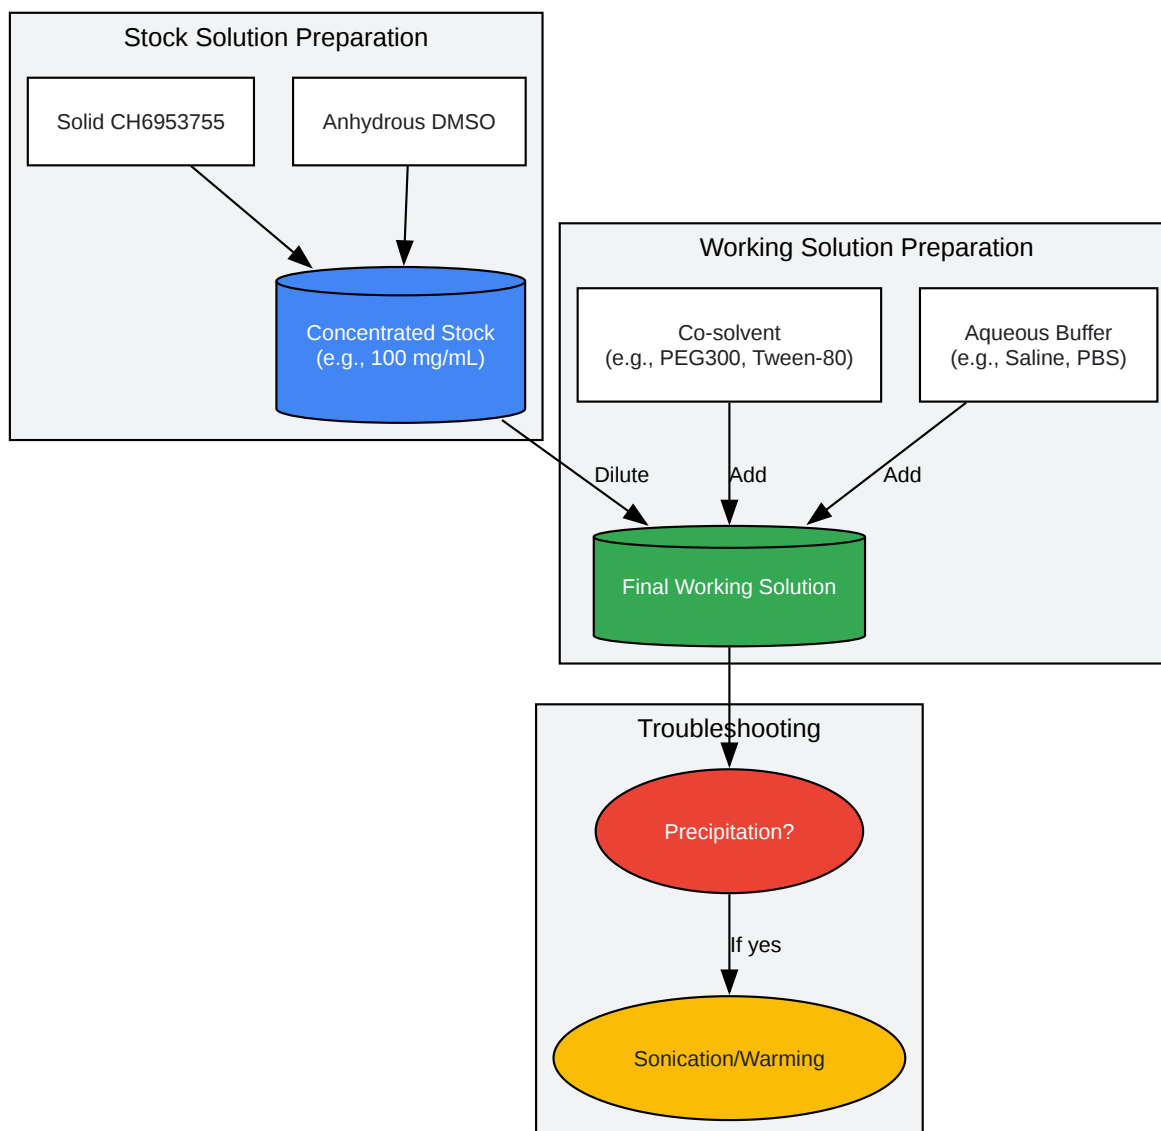 Stock Solution Preparation
Solid CH6953755
Anhydrous DMSO
Concentrated Stock
(e.g., 100 mg/mL)
Working Solution Preparation
Co-solvent
(e.g., PEG300, Tween-80)
Aqueous Buffer
(e.g., Saline, PBS)
Dilute
Add
Add
Final Working Solution
Troubleshooting
Precipitation?
If yes
Sonication/Warming